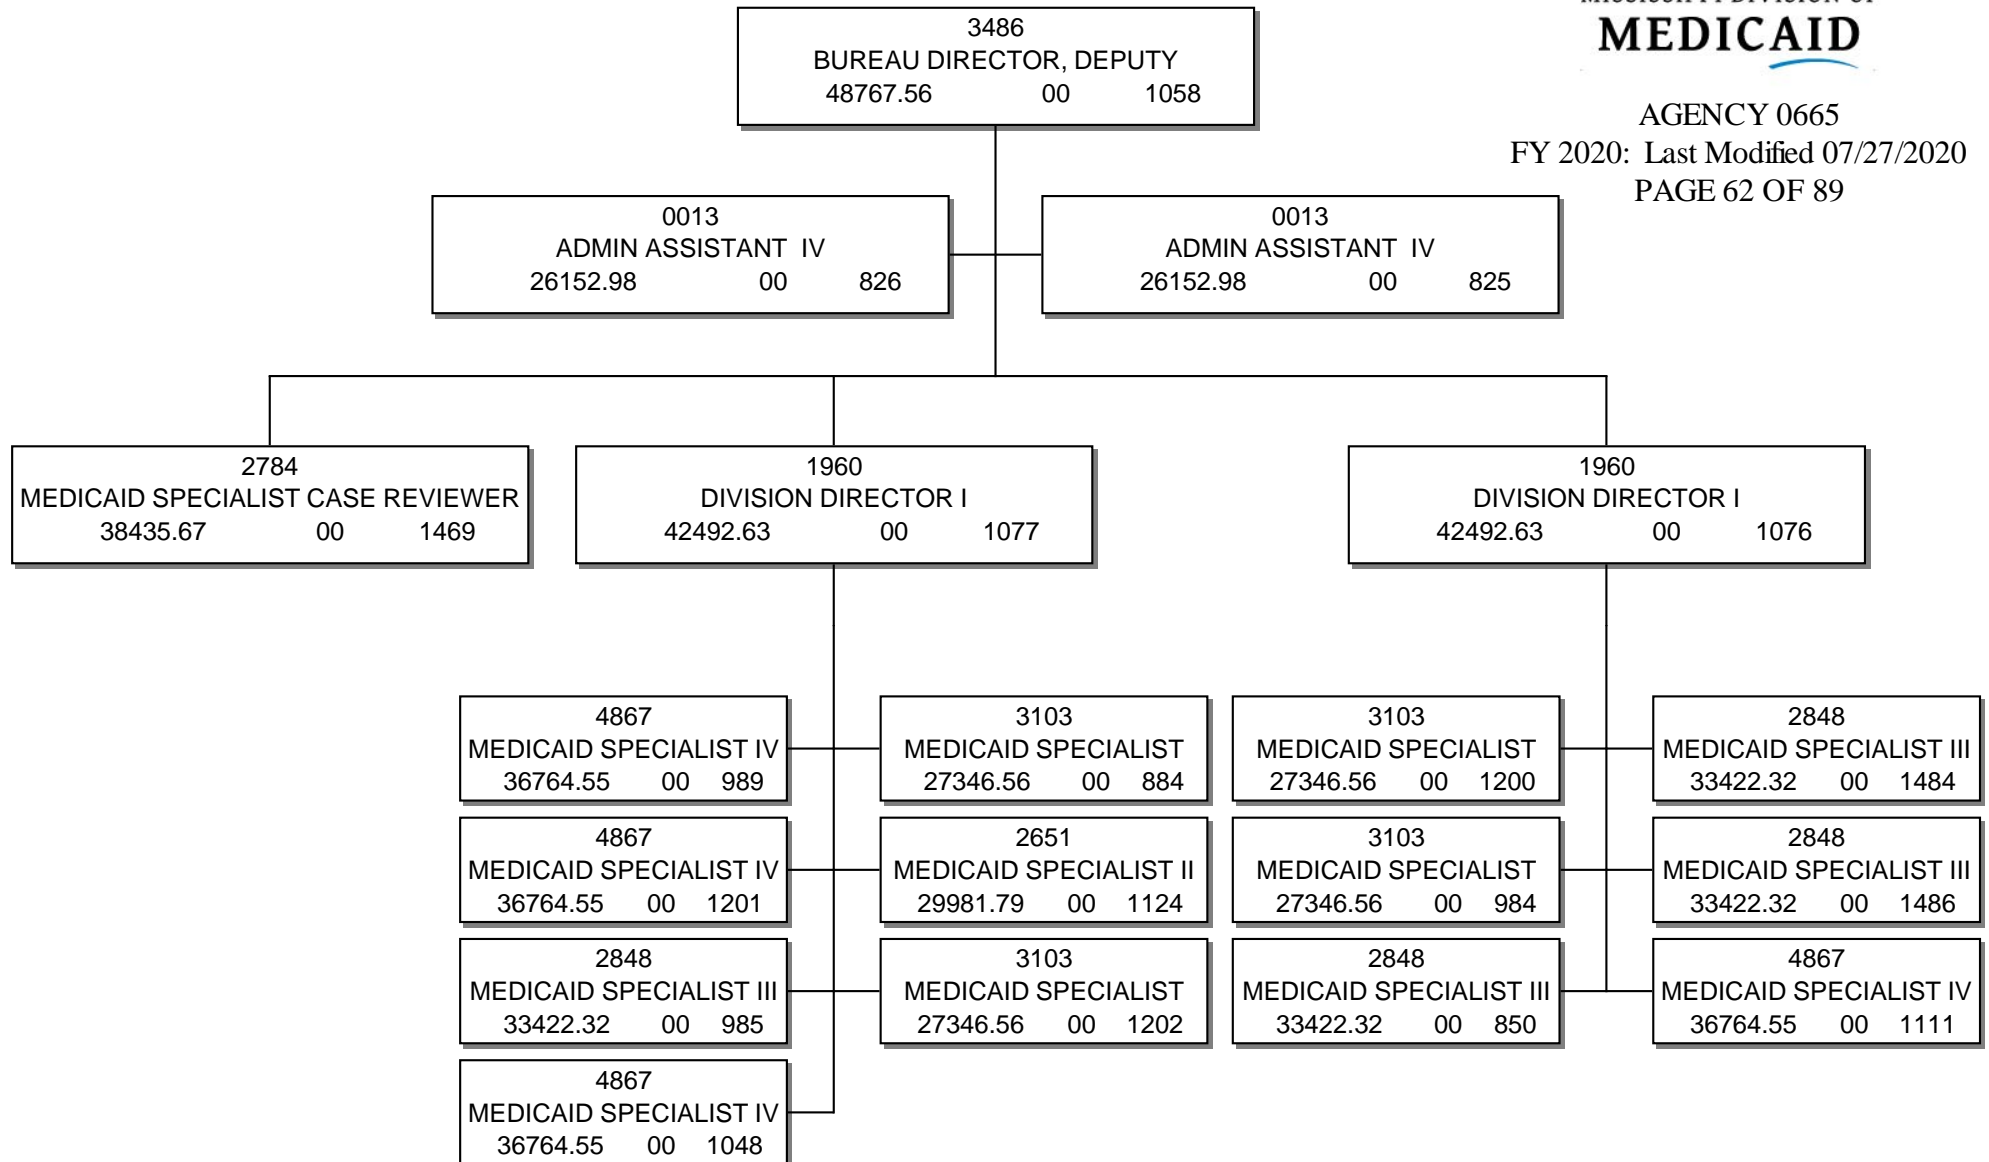 MISSISSIPPI DIVISION OF
MEDICAID
AGENCY 0665
FY 2020: Last Modified 07/27/2020
PAGE 62 OF 89
3486
BUREAU DIRECTOR, DEPUTY
48767.56 00 1058
0013
ADMIN ASSISTANT IV
26152.98 00 826
0013
ADMIN ASSISTANT IV
26152.98 00 825
2784
MEDICAID SPECIALIST CASE REVIEWER
38435.67 00 1469
1960
DIVISION DIRECTOR I
42492.63 00 1077
1960
DIVISION DIRECTOR I
42492.63 00 1076
4867
MEDICAID SPECIALIST IV
36764.55 00 989
3103
MEDICAID SPECIALIST
27346.56 00 884
3103
MEDICAID SPECIALIST
27346.56 00 1200
2848
MEDICAID SPECIALIST III
33422.32 00 1484
4867
MEDICAID SPECIALIST IV
36764.55 00 1201
2651
MEDICAID SPECIALIST II
29981.79 00 1124
3103
MEDICAID SPECIALIST
27346.56 00 984
2848
MEDICAID SPECIALIST III
33422.32 00 1486
2848
MEDICAID SPECIALIST III
33422.32 00 985
3103
MEDICAID SPECIALIST
27346.56 00 1202
2848
MEDICAID SPECIALIST III
33422.32 00 850
4867
MEDICAID SPECIALIST IV
36764.55 00 1111
4867
MEDICAID SPECIALIST IV
36764.55 00 1048